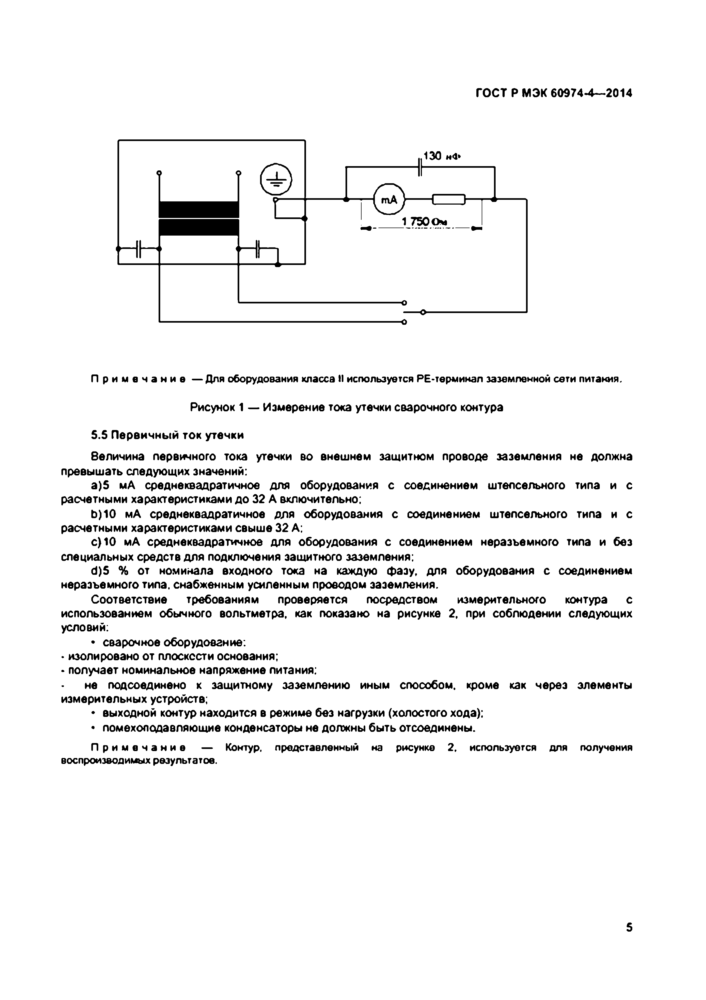 ГОСТ Р МЭК 60974-4—2014
130 нФ
mA
1 750 Ом
Примечание — Для оборудования класса II используется PE-терминал заземленной сети питания.
Рисунок 1 — Измерение тока утечки сварочного контура
5.5 Первичный ток утечки
Величина первичного тока утечки во внешнем защитном проводе заземления не должна
превышать следующих значений:
a)5 мА среднеквадратичное для оборудования с соединением штепсельного типа и с
расчетными характеристиками до 32 А включительно;
b)10 мА среднеквадратичное для оборудования с соединением штепсельного типа и с
расчетными характеристиками свыше 32 А;
c)10 мА среднеквадратичное для оборудования с соединением неразъемного типа и без
специальных средств для подключения защитного заземления;
d)5 % от номинала входного тока на каждую фазу, для оборудования с соединением
неразъемного типа, снабженным усиленным проводом заземления.
Соответствие требованиям проверяется посредством измерительного контура с
использованием обычного вольтметра, как показано на рисунке 2, при соблюдении следующих
условий:
• сварочное оборудование:
- изолировано от плоскости основания;
- получает номинальное напряжение питания;
- не подсоединено к защитному заземлению иным способом, кроме как через элементы
измерительных устройств;
• выходной контур находится в режиме без нагрузки (холостого хода);
• помехоподавляющие конденсаторы не должны быть отсоединены.
Примечание — Контур, представленный на рисунке 2, используется для получения
воспроизводимых результатов.
5